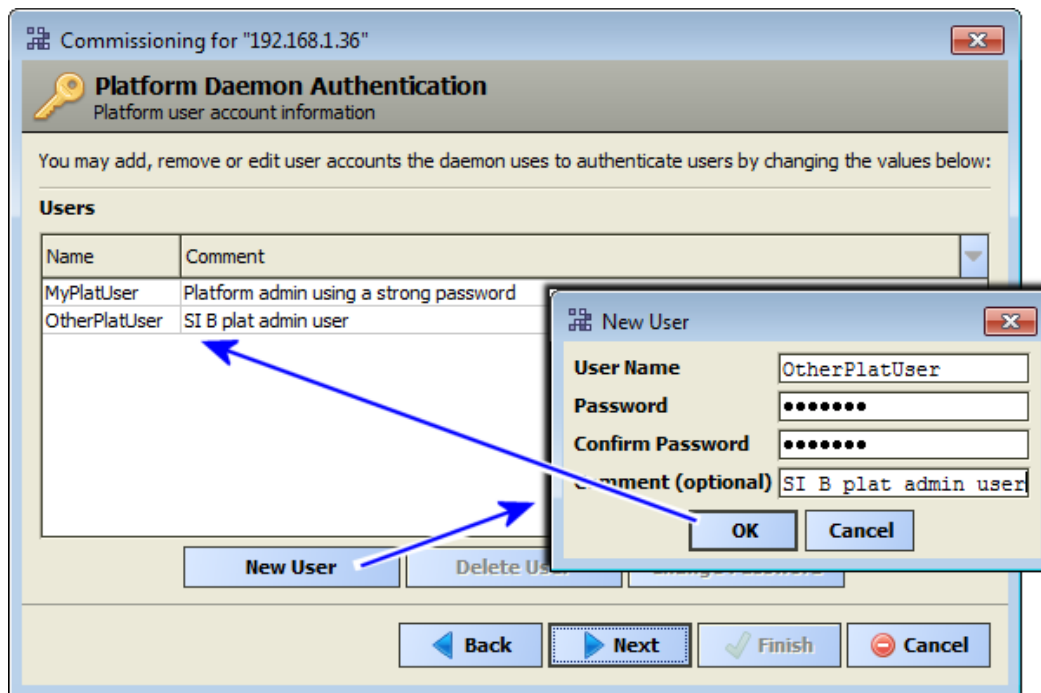 Commissioning for "192.168.1.36"
Platform Daemon Authentication
Platform user account information
You may add, remove or edit user accounts the daemon uses to authenticate users by changing the values below:
Users
Name Comment
MyPlatUser Platform admin using a strong password
OtherPlatUser SI B plat admin user
New User
User Name OtherPlatUser
Password •••••••
Confirm Password •••••••
Comment (optional) SI B plat admin user
OK Cancel
New User Delete User
Back Next Finish Cancel